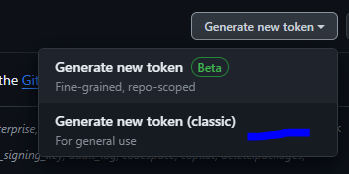 Generate new token
the Git
Generate new token Beta
Fine-grained, repo-scoped
Generate new token (classic)
For general use